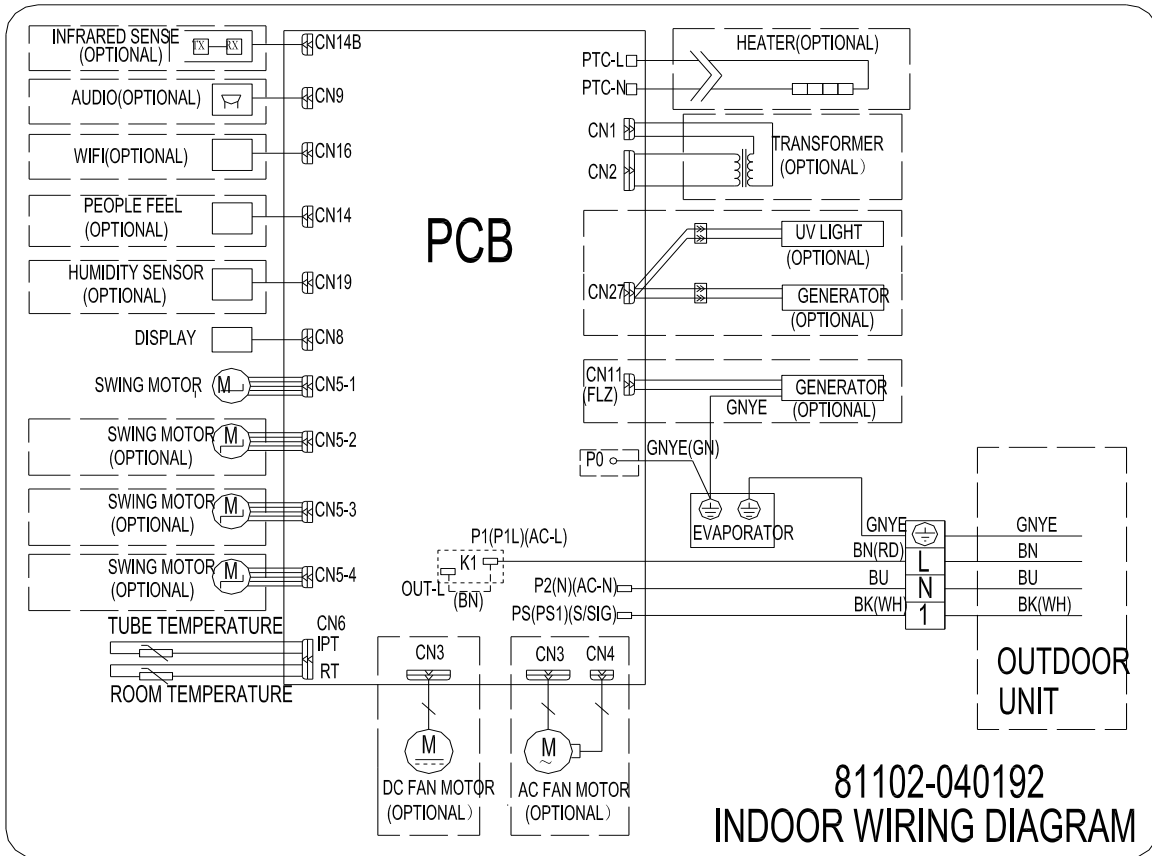 INFRARED SENSE
(OPTIONAL)
TX
RX
CN14B
AUDIO(OPTIONAL)
CN9
WIFI(OPTIONAL)
CN16
PEOPLE FEEL
(OPTIONAL)
CN14
HUMIDITY SENSOR
(OPTIONAL)
CN19
DISPLAY
CN8
SWING MOTOR
M
CN5-1
SWING MOTOR
(OPTIONAL)
M
CN5-2
SWING MOTOR
(OPTIONAL)
M
CN5-3
SWING MOTOR
(OPTIONAL)
M
CN5-4
TUBE TEMPERATURE
CN6
IPT
RT
ROOM TEMPERATURE
PCB
PTC-L
PTC-N
HEATER(OPTIONAL)
CN1
CN2
TRANSFORMER
(OPTIONAL)
CN27
UV LIGHT
(OPTIONAL)
GENERATOR
(OPTIONAL)
CN11
(FLZ)
GENERATOR
(OPTIONAL)
GNYE
P0
GNYE(GN)
EVAPORATOR
P1(P1L)(AC-L)
K1
OUT-L
(BN)
P2(N)(AC-N)
PS(PS1)(S/SIG)
GNYE
BN(RD)
L
BU
N
BK(WH)
1
GNYE
BN
BU
BK(WH)
OUTDOOR
UNIT
CN3
M
DC FAN MOTOR
(OPTIONAL)
CN3
CN4
M
~
AC FAN MOTOR
(OPTIONAL)
81102-040192
INDOOR WIRING DIAGRAM